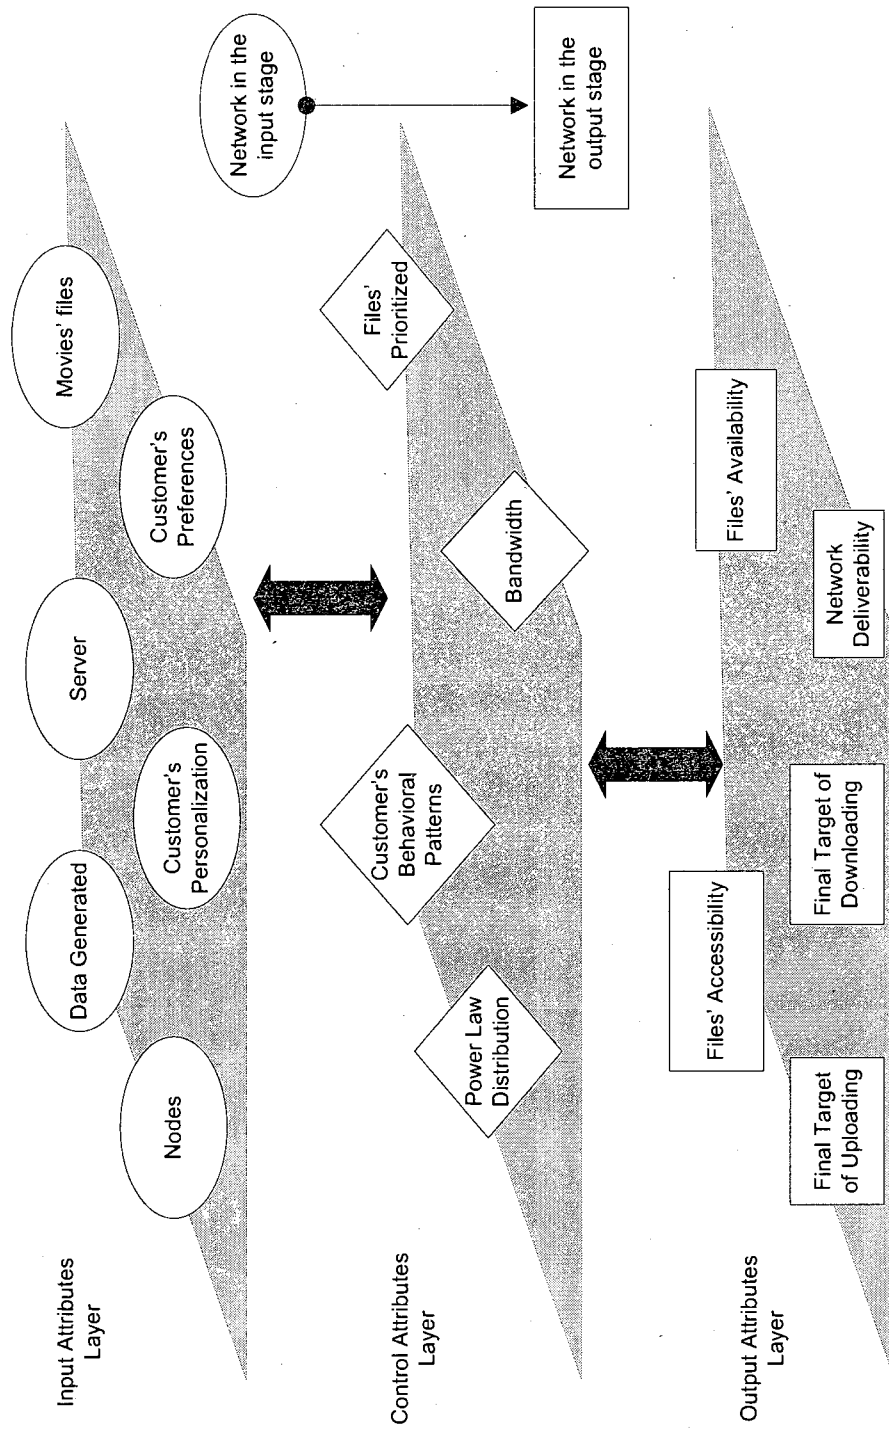 Input Attributes
Layer
Nodes
Data Generated
Customer's
Personalization
Server
Customer's
Preferences
Movies' files
Network in the
input stage
Control Attributes
Layer
Power Law
Distribution
Customer's
Behavioral
Patterns
Bandwidth
Files'
Prioritized
Network in the
output stage
Output Attributes
Layer
Final Target
of Uploading
Files' Accessibility
Final Target of
Downloading
Network
Deliverability
Files' Availability